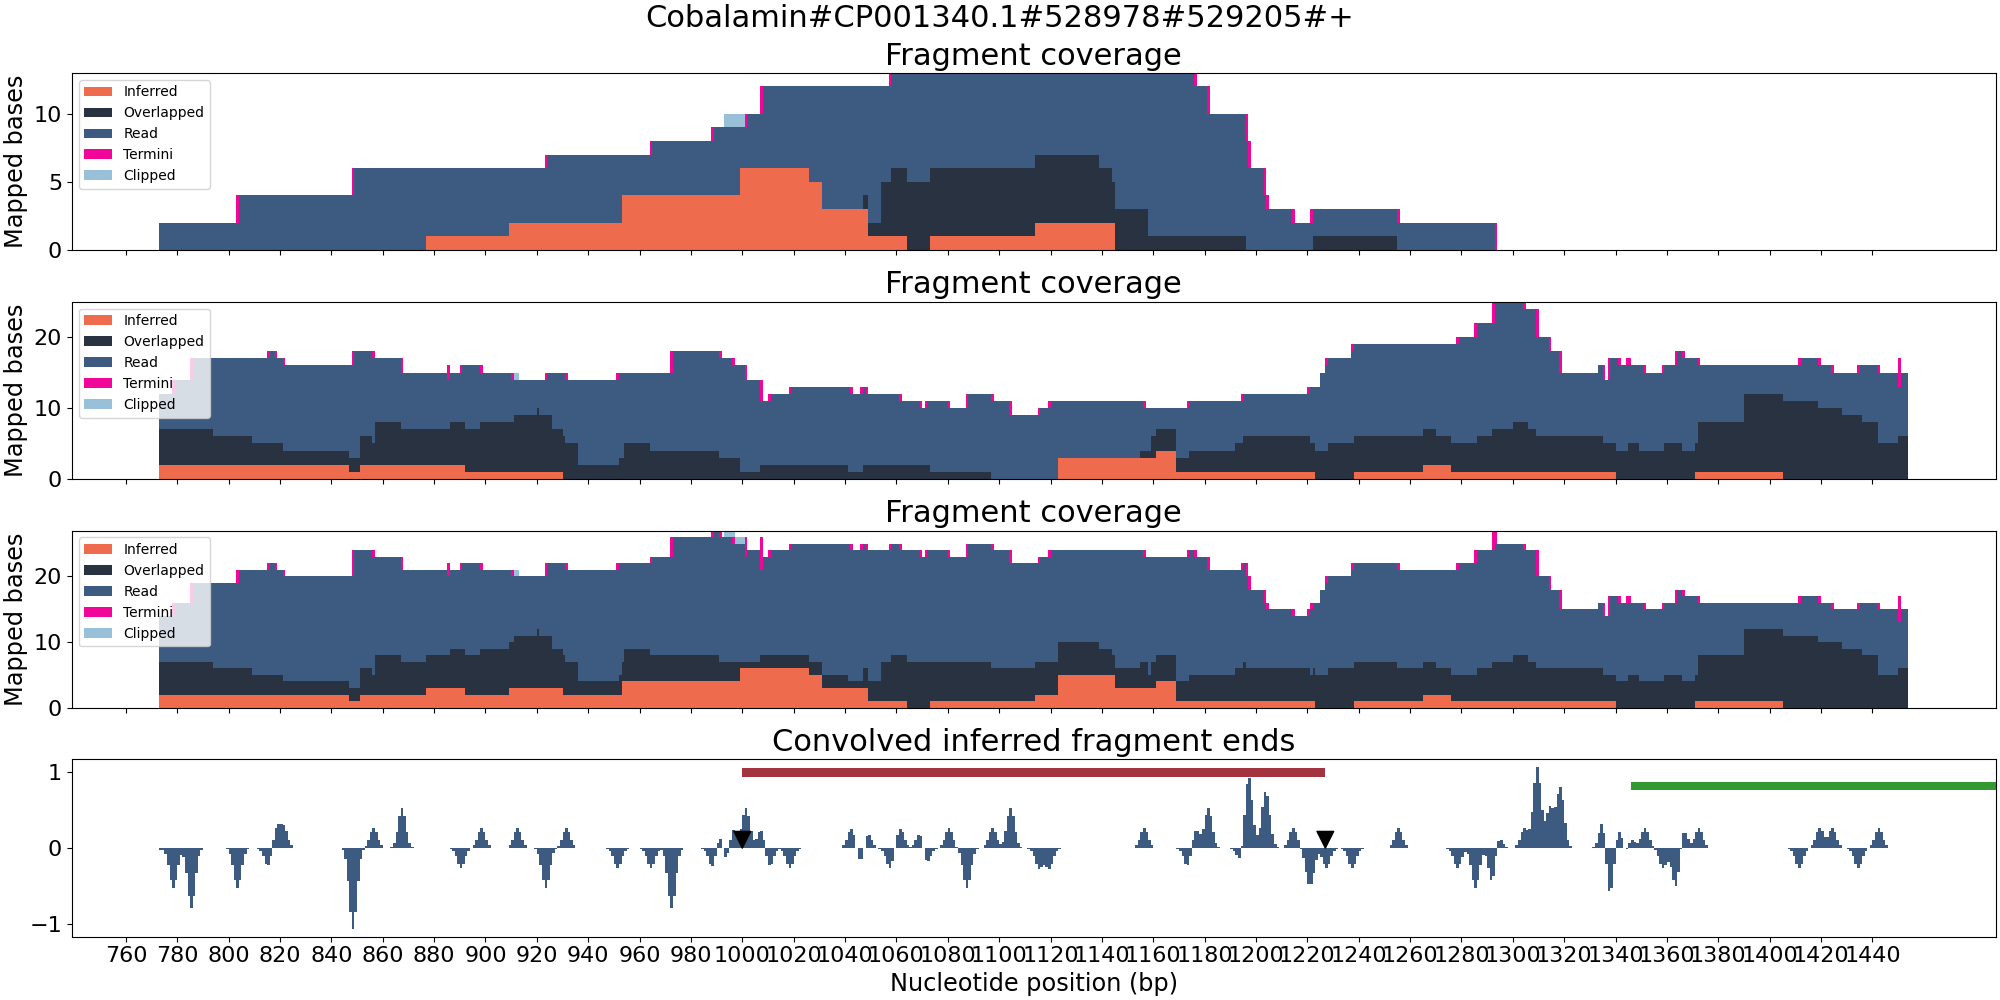 Cobalamin#CP001340.1#528978#529205#+
Fragment coverage
Mapped bases
10
5
0
Inferred
Overlapped
Read
Termini
Clipped
Fragment coverage
Mapped bases
20
10
0
Inferred
Overlapped
Read
Termini
Clipped
Fragment coverage
Mapped bases
20
10
0
Inferred
Overlapped
Read
Termini
Clipped
Convolved inferred fragment ends
1
0
−1
760 780 800 820 840 860 880 900 920 940 960 980 1000 1020 1040 1060 1080 1100 1120 1140 1160 1180 1200 1220 1240 1260 1280 1300 1320 1340 1360 1380 1400 1420 1440
Nucleotide position (bp)